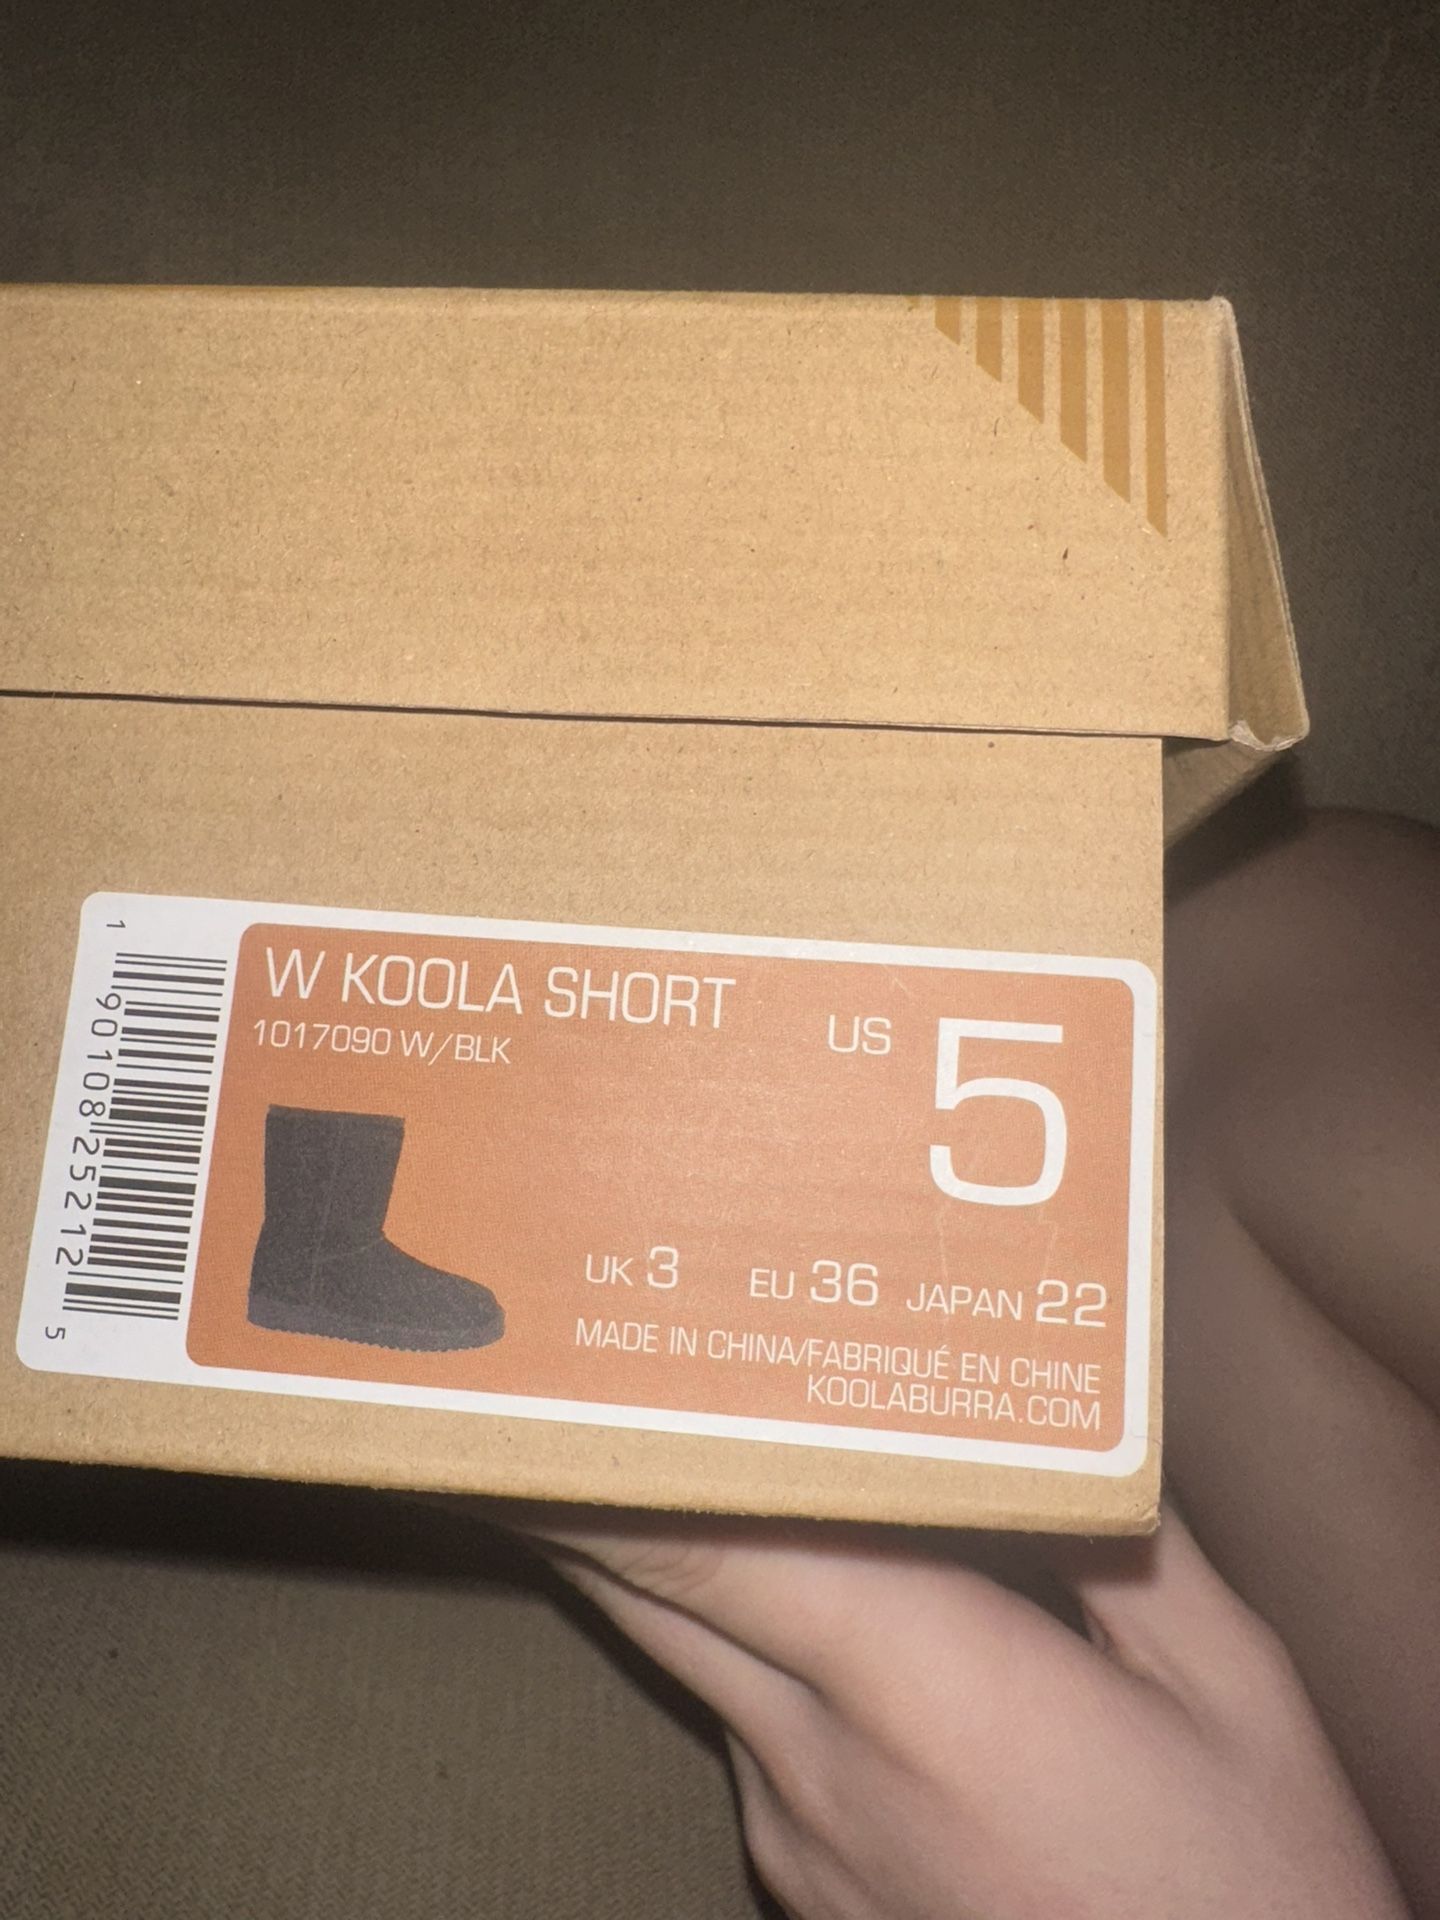 W KOOLA SHORT
1017090 W/BLK
US 5
UK 3 EU 36 JAPAN 22
MADE IN CHINA/FABRIQUÉ EN CHINE
KOOLABURRA.COM
1 90108 25212 5